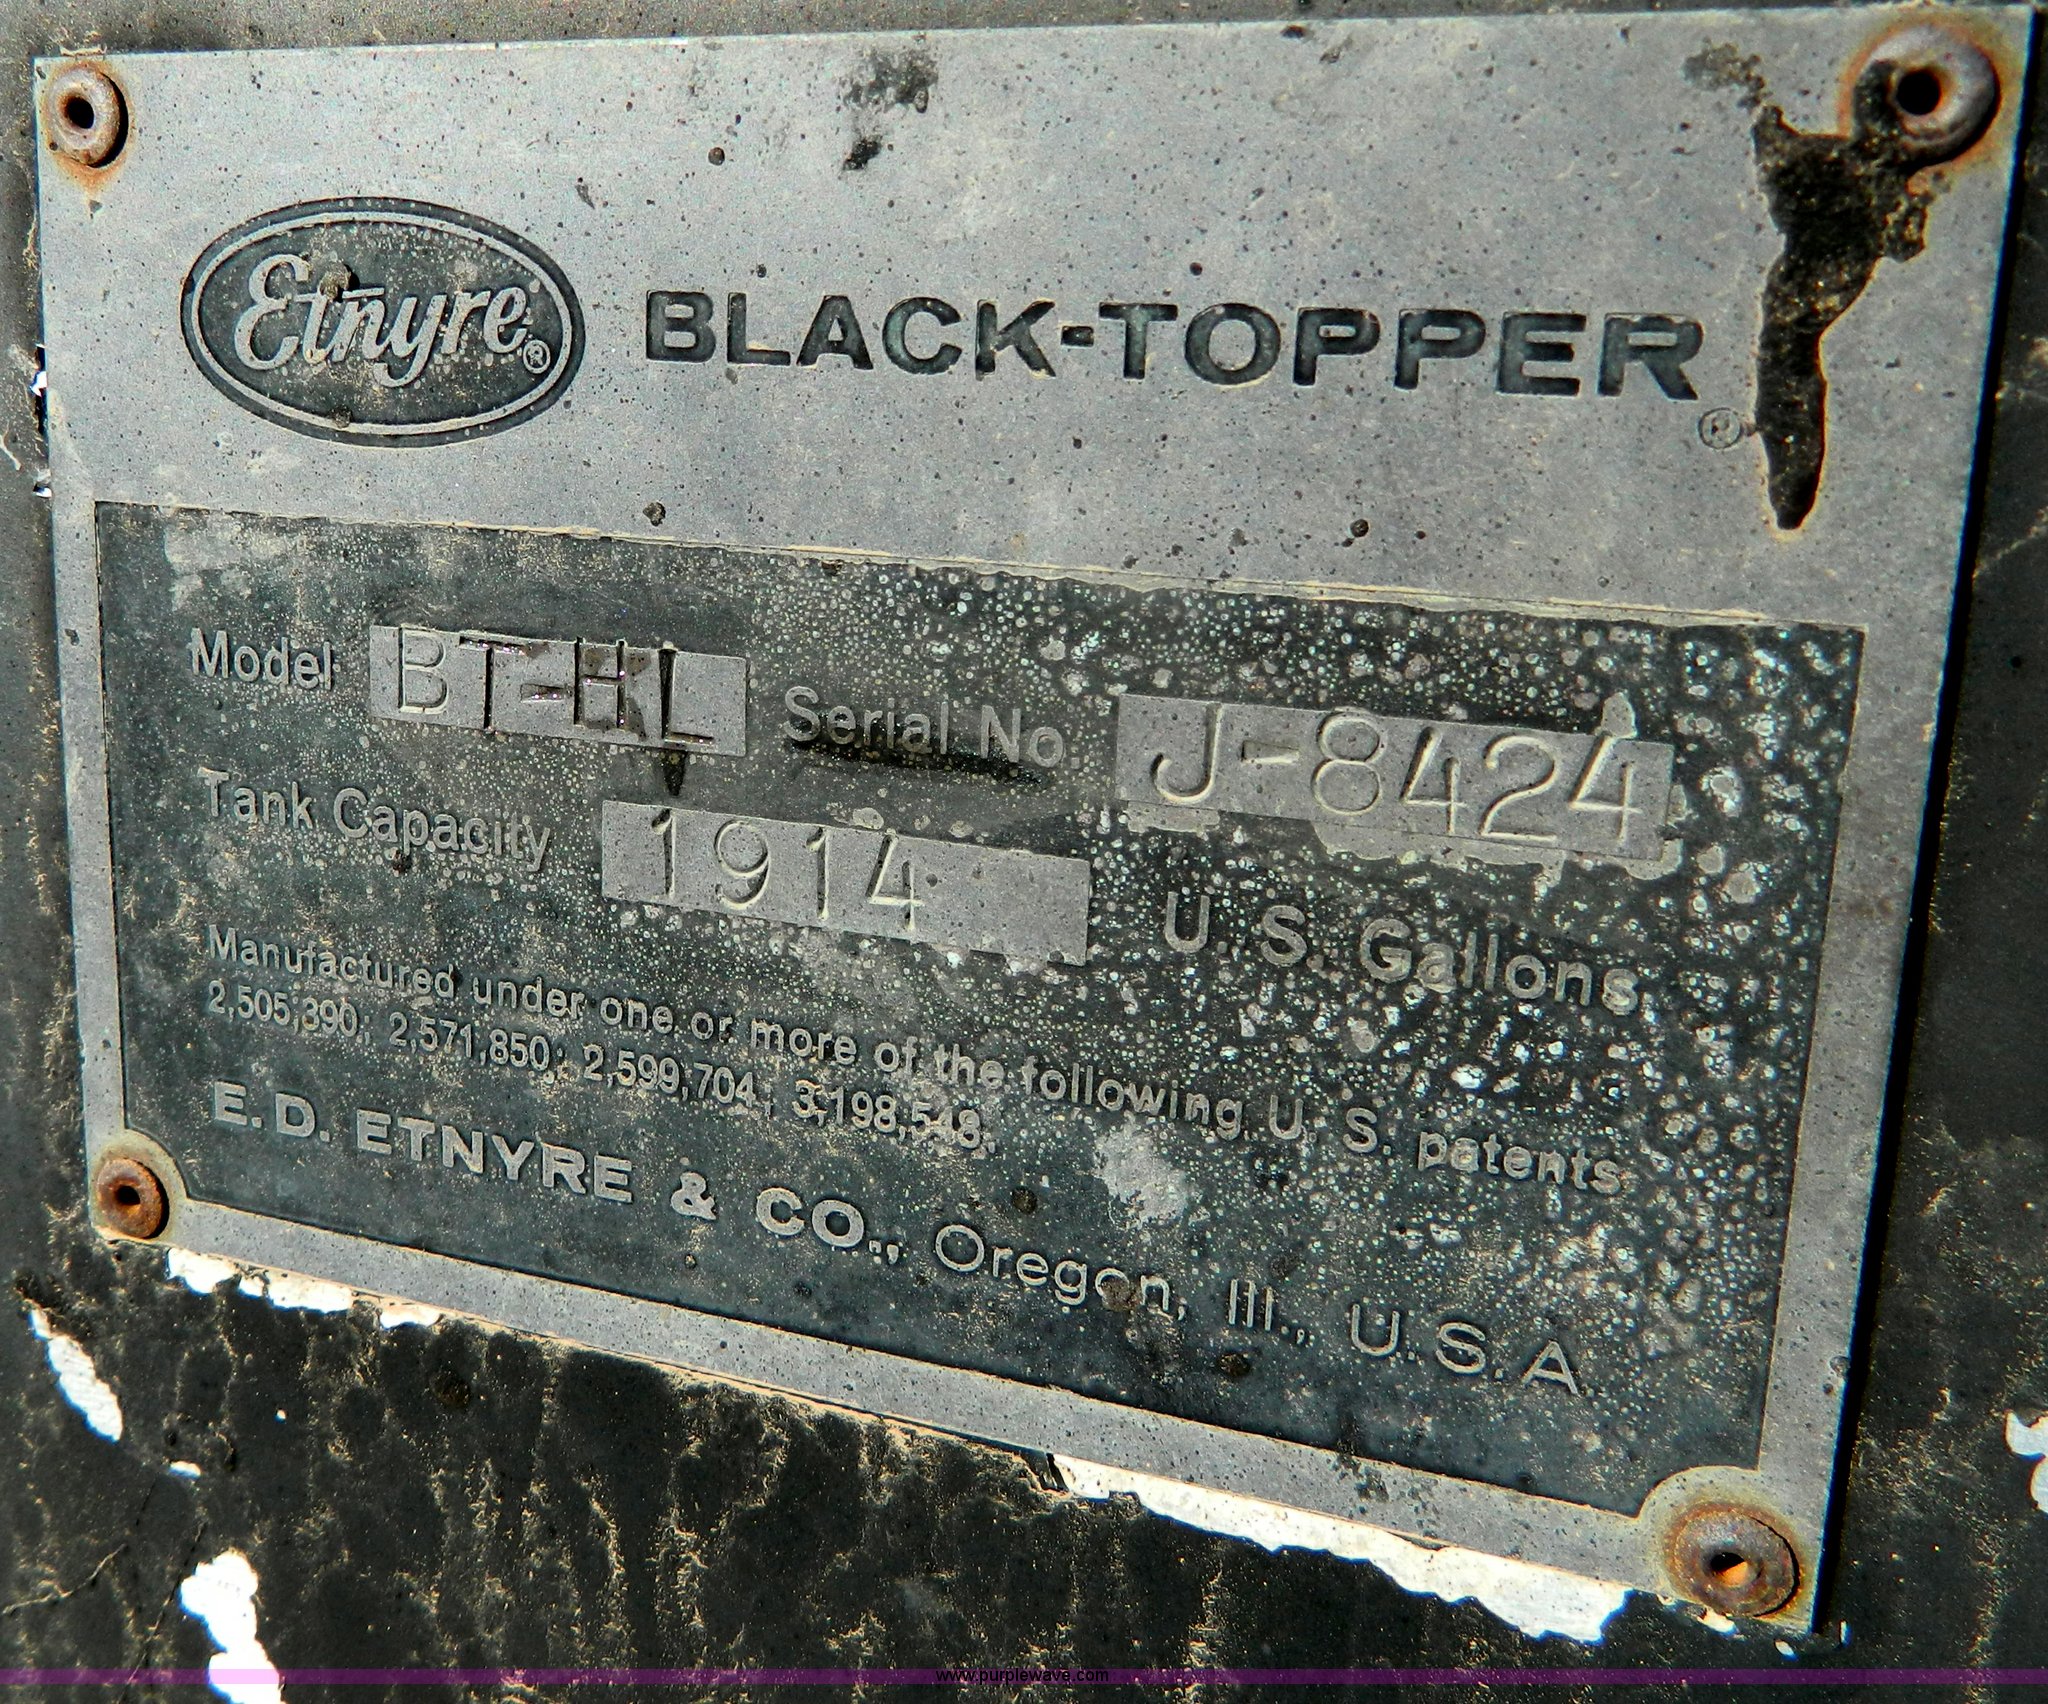 Etnyre® BLACK-TOPPER®
Model BT-HL Serial No. J-8424
Tank Capacity 1914 U. S. Gallons
Manufactured under one or more of the following U. S. patents
2,505,390; 2,571,850; 2,599,704; 3,198,548.
E. D. ETNYRE & CO., Oregon, Ill., U.S.A.
www.purplewave.com